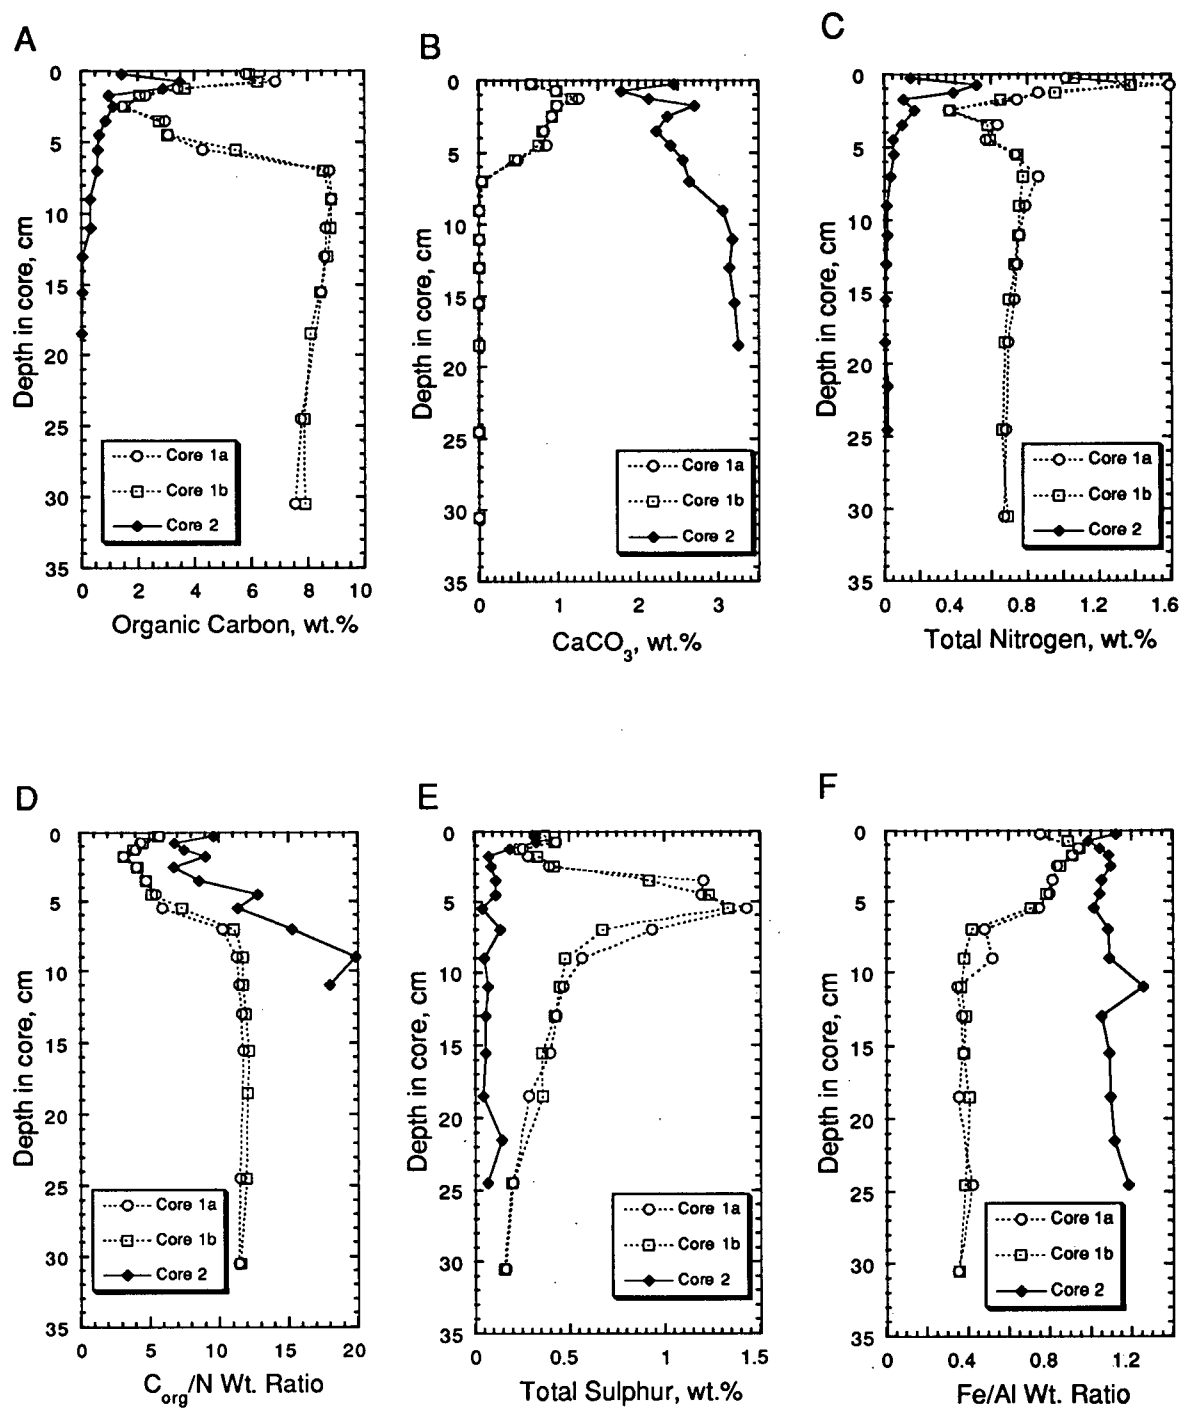 A
0
5
10
15
20
25
30
35
Depth in core, cm
Core 1a
Core 1b
Core 2
0 2 4 6 8 10
Organic Carbon, wt.%
B
0
5
10
15
20
25
30
35
Depth in core, cm
Core 1a
Core 1b
Core 2
0 1 2 3
CaCO3, wt.%
C
0
5
10
15
20
25
30
35
Depth in core, cm
Core 1a
Core 1b
Core 2
0 0.4 0.8 1.2 1.6
Total Nitrogen, wt.%
D
0
5
10
15
20
25
30
35
Depth in core, cm
Core 1a
Core 1b
Core 2
0 5 10 15 20
Corg/N Wt. Ratio
E
0
5
10
15
20
25
30
35
Depth in core, cm
Core 1a
Core 1b
Core 2
0 0.5 1 1.5
Total Sulphur, wt.%
F
0
5
10
15
20
25
30
35
Depth in core, cm
Core 1a
Core 1b
Core 2
0 0.4 0.8 1.2
Fe/Al Wt. Ratio